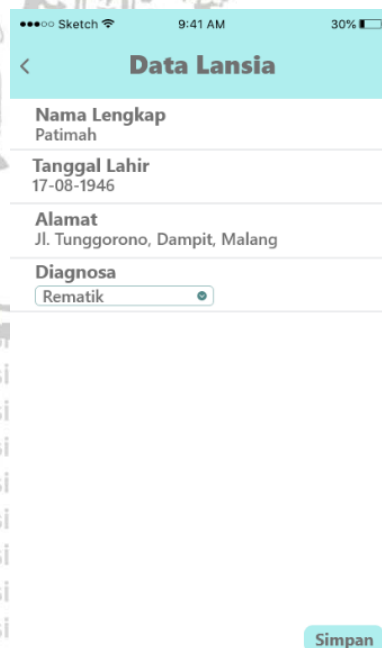 Sketch 9:41 AM 30%
Data Lansia
Nama Lengkap
Patimah
Tanggal Lahir
17-08-1946
Alamat
Jl. Tunggorono, Dampit, Malang
Diagnosa
Rematik
Simpan